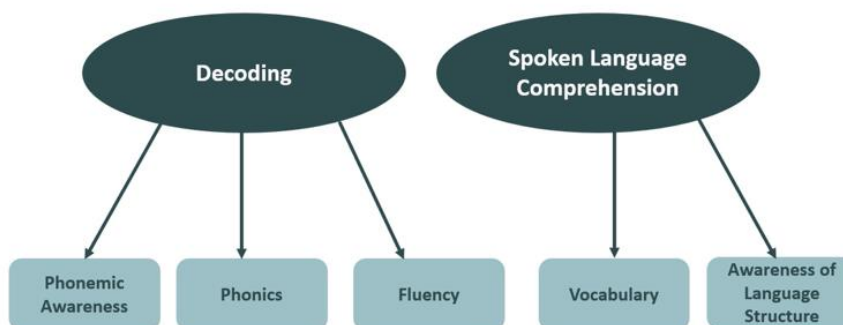 Decoding
Spoken Language
Comprehension
Phonemic
Awareness
Phonics
Fluency
Vocabulary
Awareness of
Language
Structure